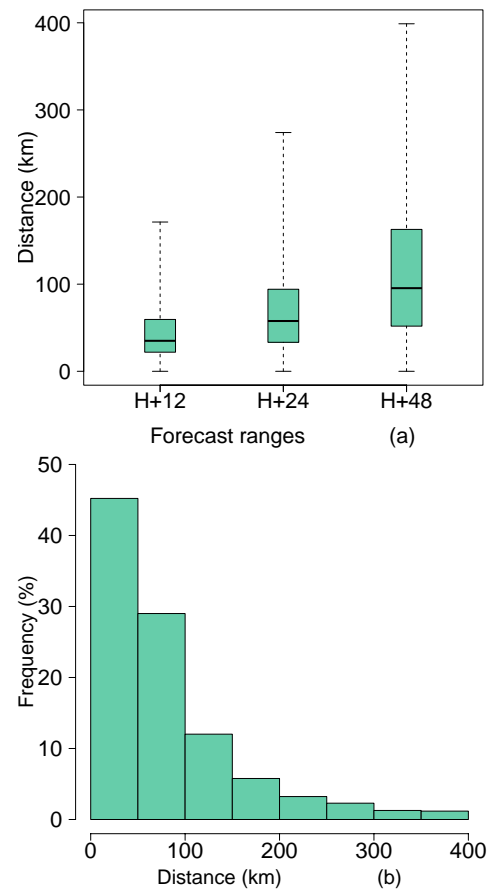 400
300
200
100
0
Distance (km)
H+12 H+24 H+48
Forecast ranges (a)
50
40
30
20
10
0
Frequency (%)
0 100 200 300 400
Distance (km) (b)